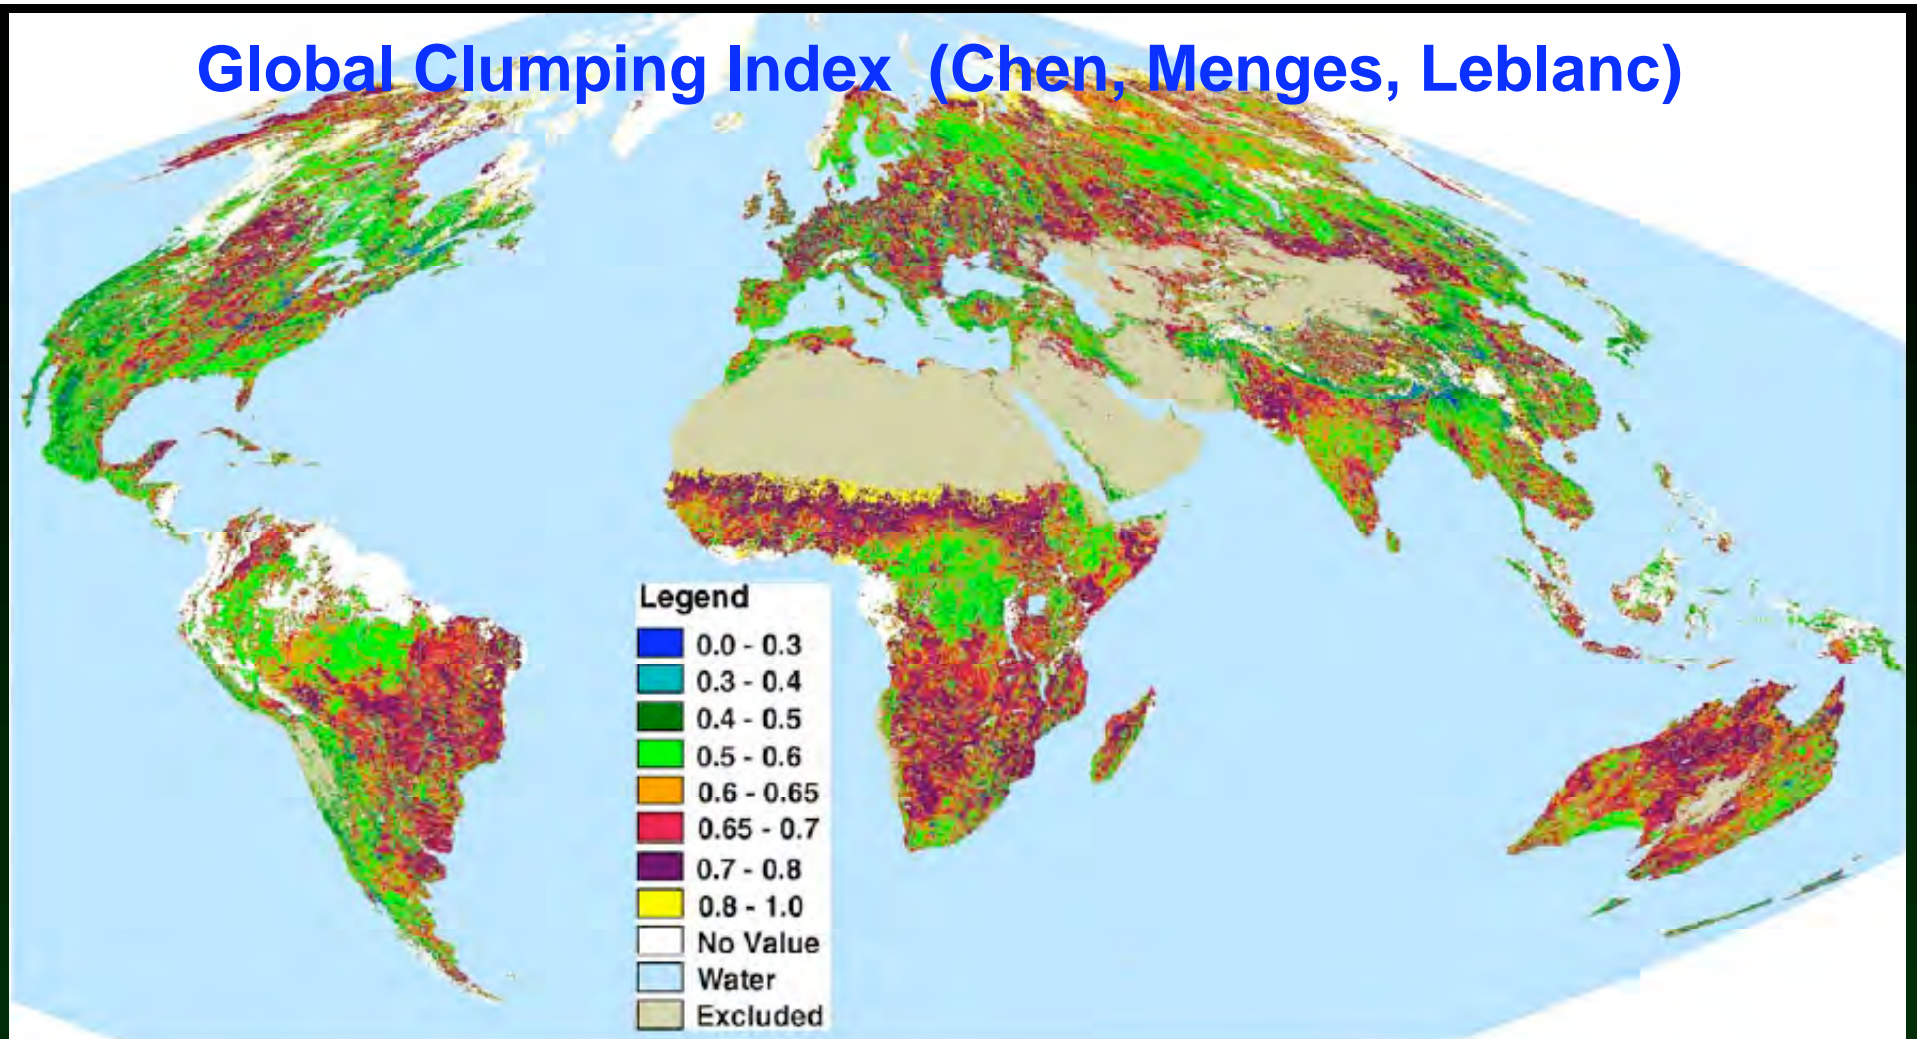 Global Clumping Index (Chen, Menges, Leblanc)
Legend
0.0 - 0.3
0.3 - 0.4
0.4 - 0.5
0.5 - 0.6
0.6 - 0.65
0.65 - 0.7
0.7 - 0.8
0.8 - 1.0
No Value
Water
Excluded